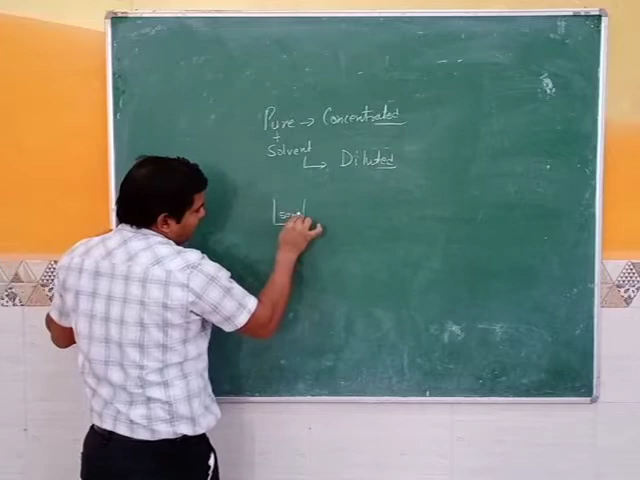 Pure → Concentrated
+
Solvent
↳ Diluted